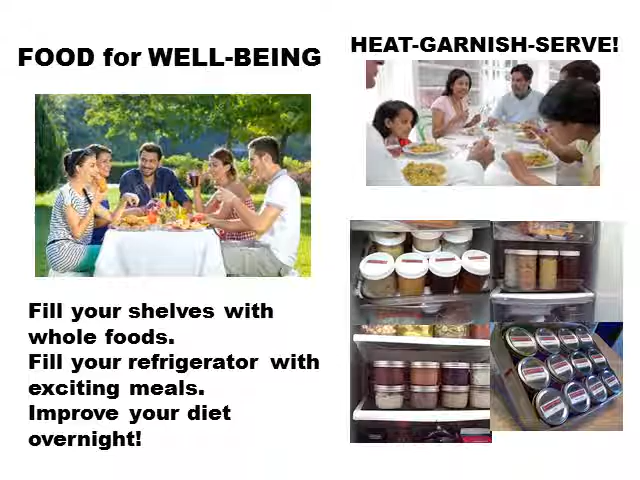 FOOD for WELL-BEING
HEAT-GARNISH-SERVE!
Fill your shelves with
whole foods.
Fill your refrigerator with
exciting meals.
Improve your diet
overnight!